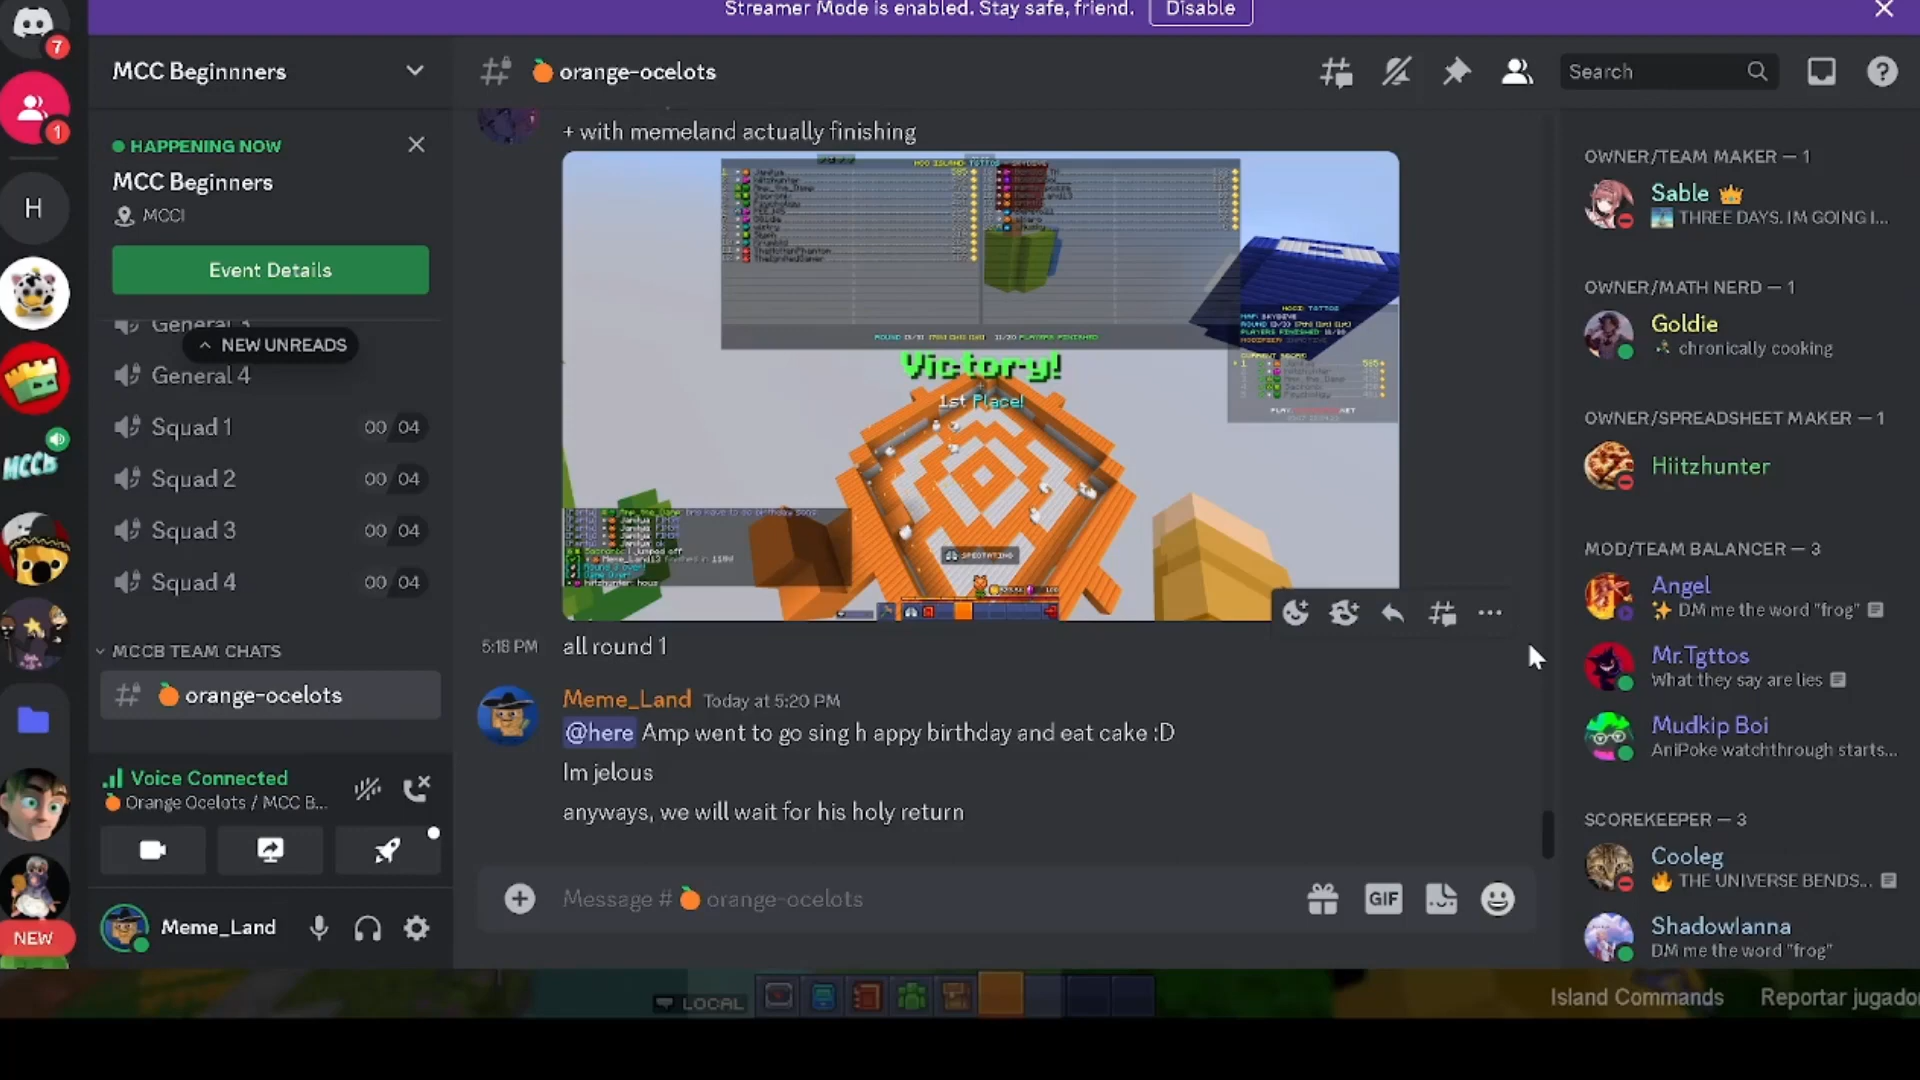 Streamer Mode is enabled. Stay safe, friend.
Disable
7
1
H
MCCB
NEW
MCC Beginnners
HAPPENING NOW
MCC Beginners
MCCI
Event Details
General 3
NEW UNREADS
General 4
Squad 1 00 04
Squad 2 00 04
Squad 3 00 04
Squad 4 00 04
MCCB TEAM CHATS
orange-ocelots
Voice Connected
Orange Ocelots / MCC B...
Meme_Land
orange-ocelots
Search
+ with memeland actually finishing
Victory!
1st Place!
SPECTATING
5:18 PM all round 1
Meme_Land Today at 5:20 PM
@here Amp went to go sing h appy birthday and eat cake :D
Im jelous
anyways, we will wait for his holy return
Message # orange-ocelots
GIF
OWNER/TEAM MAKER — 1
Sable
THREE DAYS. IM GOING I...
OWNER/MATH NERD — 1
Goldie
chronically cooking
OWNER/SPREADSHEET MAKER — 1
Hiitzhunter
MOD/TEAM BALANCER — 3
Angel
DM me the word "frog"
Mr.Tgttos
What they say are lies
Mudkip Boi
AniPoke watchthrough starts...
SCOREKEEPER — 3
Cooleg
THE UNIVERSE BENDS...
Shadowlanna
DM me the word "frog"
LOCAL
Island Commands
Reportar jugador